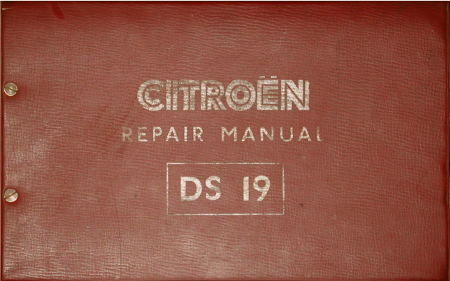 CITROËN
REPAIR MANUAL
DS 19